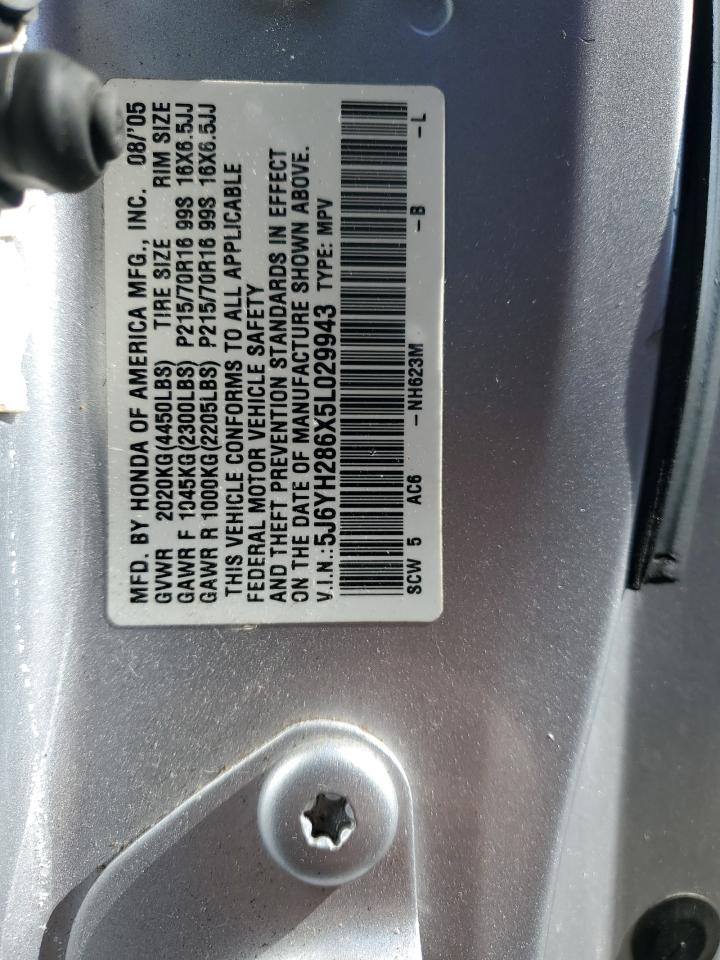 MFD. BY HONDA OF AMERICA MFG., INC. 08/'05
GVWR 2020KG(4450LBS) TIRE SIZE RIM SIZE
GAWR F 1045KG(2300LBS) P215/70R16 99S 16X6.5JJ
GAWR R 1000KG(2205LBS) P215/70R16 99S 16X6.5JJ
THIS VEHICLE CONFORMS TO ALL APPLICABLE
FEDERAL MOTOR VEHICLE SAFETY
AND THEFT PREVENTION STANDARDS IN EFFECT
ON THE DATE OF MANUFACTURE SHOWN ABOVE.
V.I.N.:5J6YH286X5L029943 TYPE: MPV
SCW 5 AC6 -NH623M -B -L